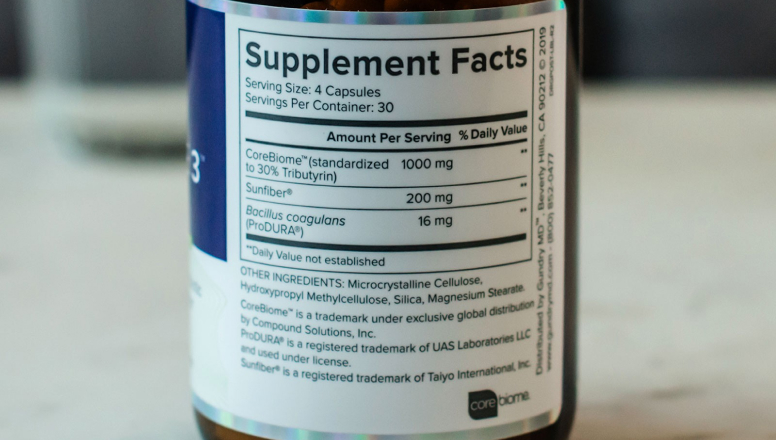 3™
Supplement Facts
Serving Size: 4 Capsules
Servings Per Container: 30
Amount Per Serving % Daily Value
CoreBiome™ (standardized 1000 mg **
to 30% Tributyrin)
Sunfiber® 200 mg **
Bacillus coagulans 16 mg **
(ProDURA®)
**Daily Value not established
OTHER INGREDIENTS: Microcrystalline Cellulose,
Hydroxypropyl Methylcellulose, Silica, Magnesium Stearate.
CoreBiome™ is a trademark under exclusive global distribution
by Compound Solutions, Inc.
ProDURA® is a registered trademark of UAS Laboratories LLC
and used under license.
Sunfiber® is a registered trademark of Taiyo International, Inc.
core biome.
Distributed by Gundry MD™, Beverly Hills, CA 90212 © 2019
www.gundrymd.com · (800) 852-0477